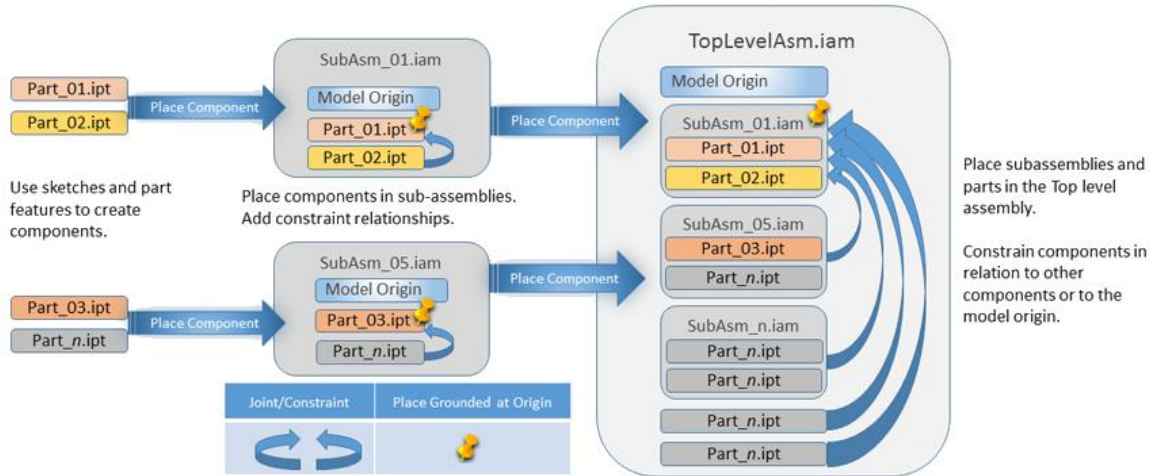 Part_01.ipt
Part_02.ipt
Place Component
Use sketches and part
features to create
components.
Part_03.ipt
Part_n.ipt
Place Component
SubAsm_01.iam
Model Origin
Part_01.ipt
Part_02.ipt
Place components in sub-assemblies.
Add constraint relationships.
SubAsm_05.iam
Model Origin
Part_03.ipt
Part_n.ipt
Joint/Constraint
Place Grounded at Origin
Place Component
Place Component
TopLevelAsm.iam
Model Origin
SubAsm_01.iam
Part_01.ipt
Part_02.ipt
SubAsm_05.iam
Part_03.ipt
Part_n.ipt
SubAsm_n.iam
Part_n.ipt
Part_n.ipt
Part_n.ipt
Part_n.ipt
Place subassemblies and
parts in the Top level
assembly.
Constrain components in
relation to other
components or to the
model origin.